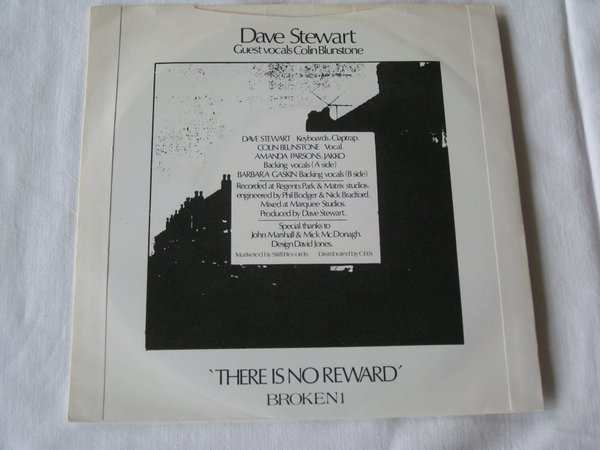 Dave Stewart
Guest vocals Colin Blunstone
DAVE STEWART Keyboards, Claptrap.
COLIN BLUNSTONE Vocal
AMANDA PARSONS, JAKKO
Backing vocals (A side)
BARBARA GASKIN Backing vocals (B side)
Recorded at Regents Park & Matrix studios.
engineered by Phil Bodger & Nick Bradford.
Mixed at Marquee Studios.
Produced by Dave Stewart.
Special thanks to
John Marshall & Mick Mc.Donagh.
Design David Jones.
Marketed by Stiff Records Distributed by CBS
`THERE IS NO REWARD´
BROKEN 1